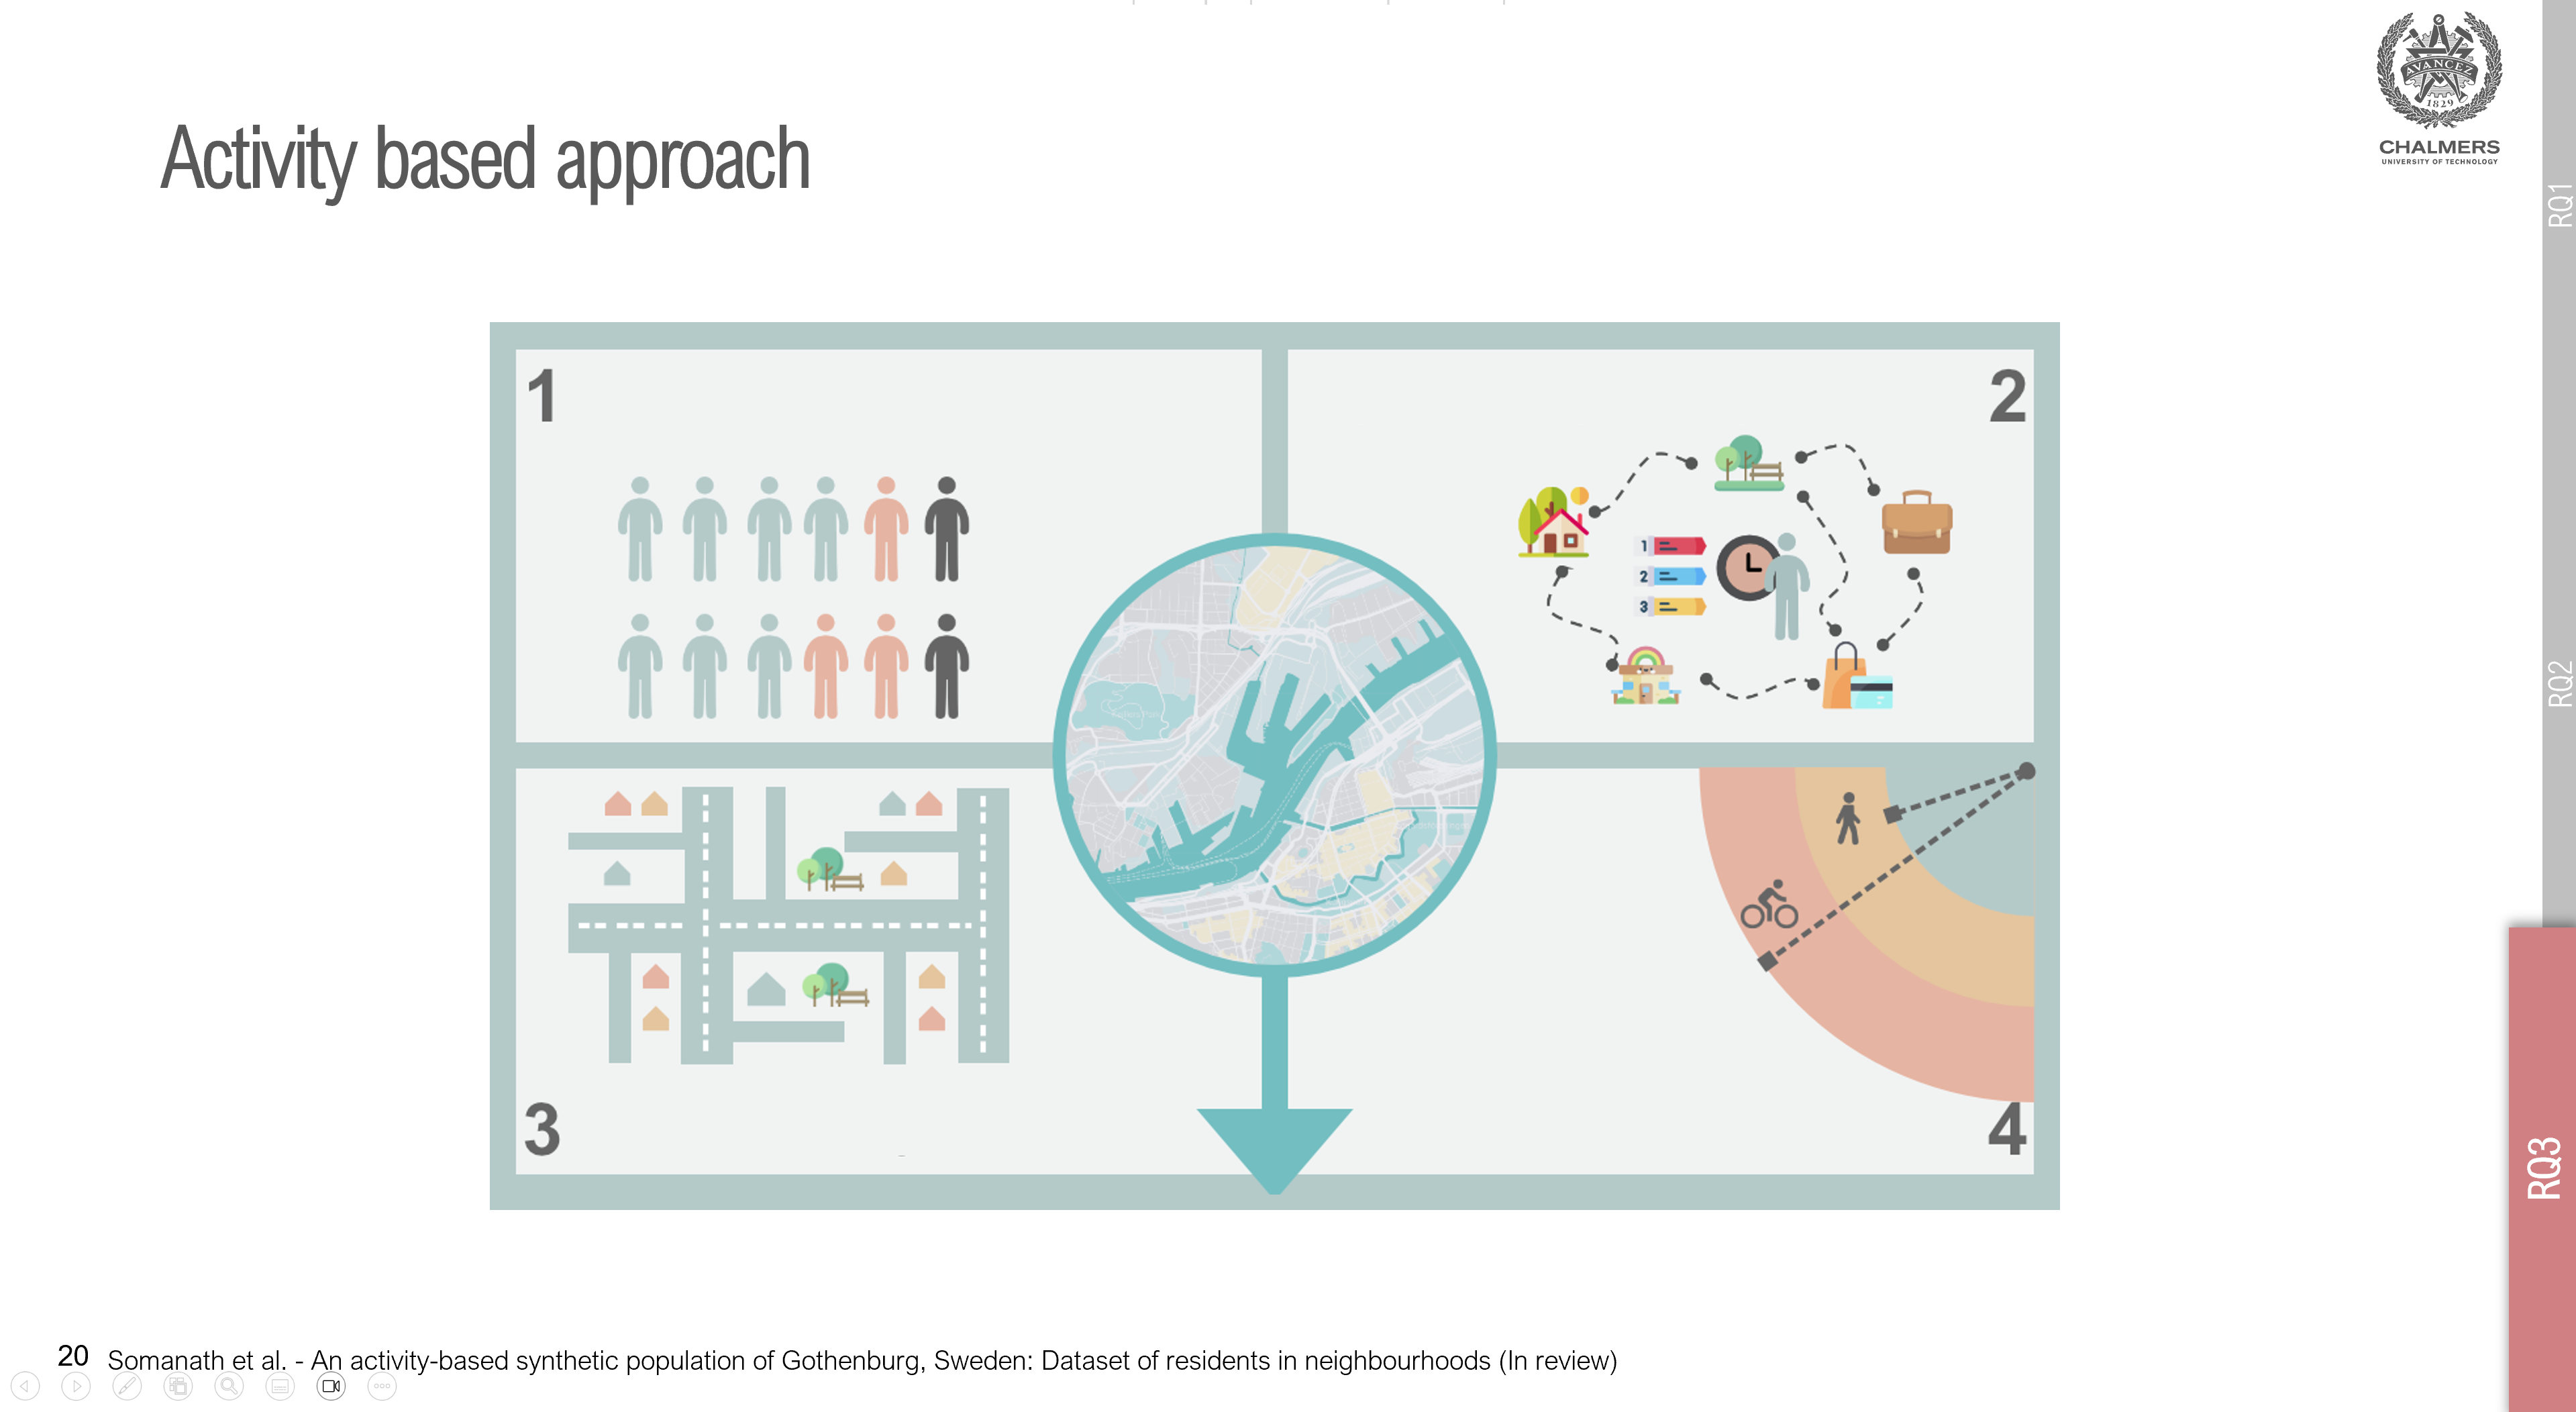 Activity based approach
AVANCEZ
1829
CHALMERS
UNIVERSITY OF TECHNOLOGY
RQ1
RQ2
RQ3
1
2
1
2
3
3
4
20 Somanath et al. - An activity-based synthetic population of Gothenburg, Sweden: Dataset of residents in neighbourhoods (In review)